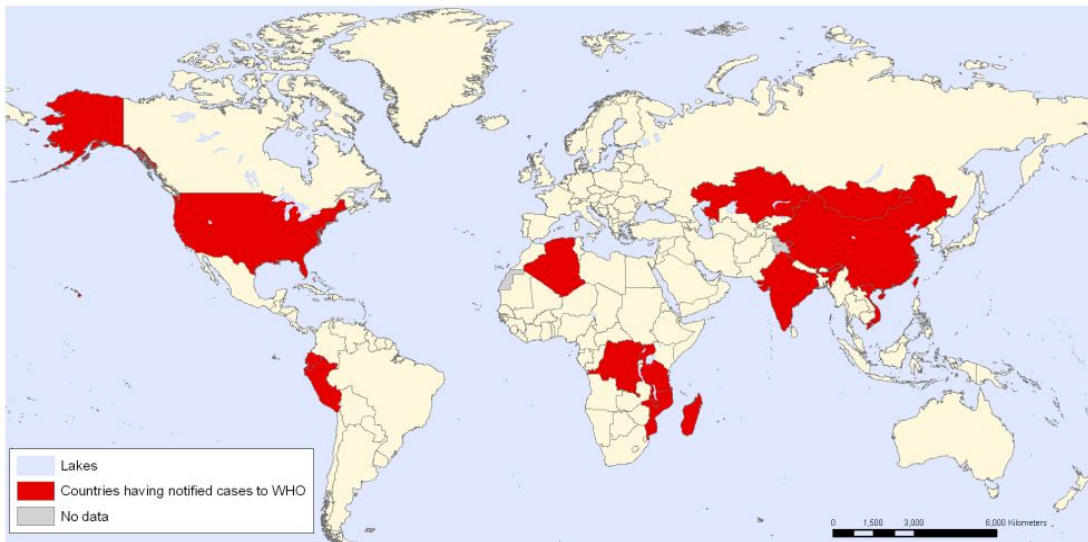 Lakes
Countries having notified cases to WHO
No data
0 1,500 3,000 6,000 Kilometers